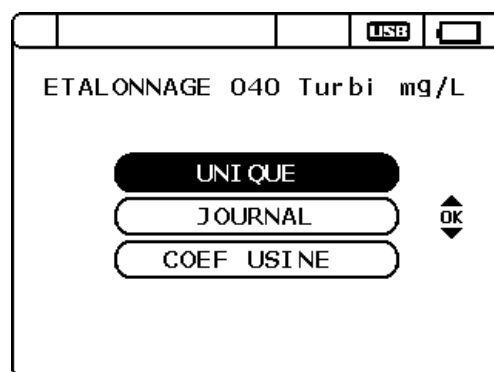 USB
ETALONNAGE 040 Turbi mg/L
UNIQUE
JOURNAL
OK
COEF USINE